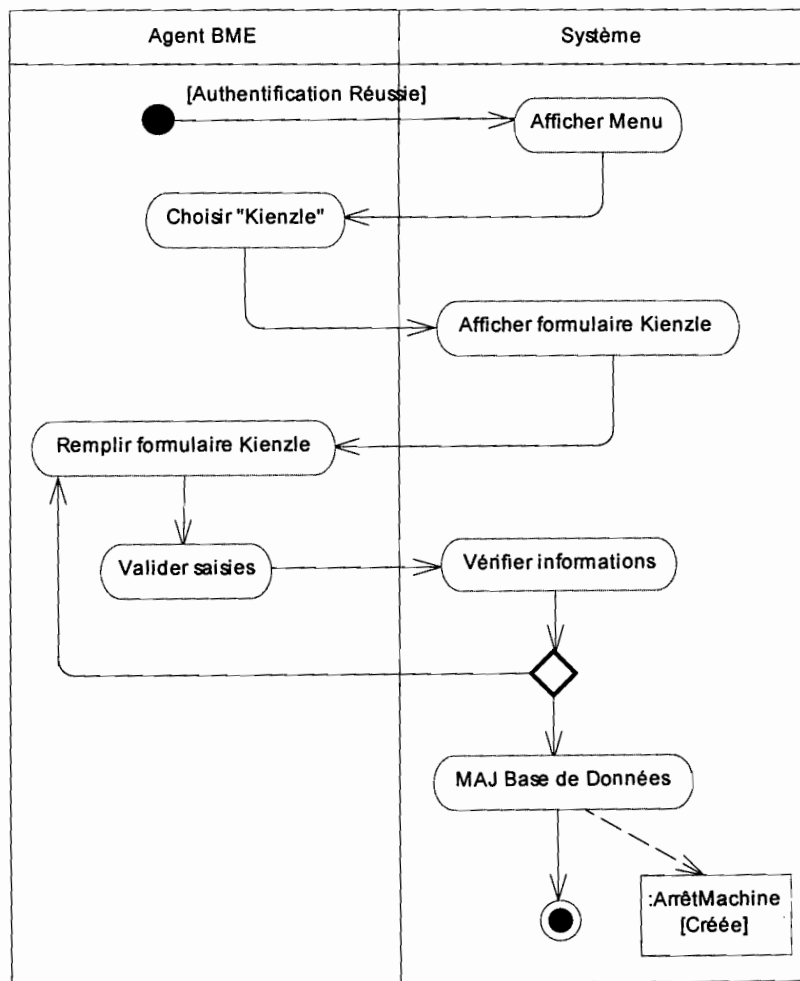 Agent BME
Système
[Authentification Réussie]
Afficher Menu
Choisir "Kienzle"
Afficher formulaire Kienzle
Remplir formulaire Kienzle
Valider saisies
Vérifier informations
MAJ Base de Données
:ArrêtMachine
[Créée]